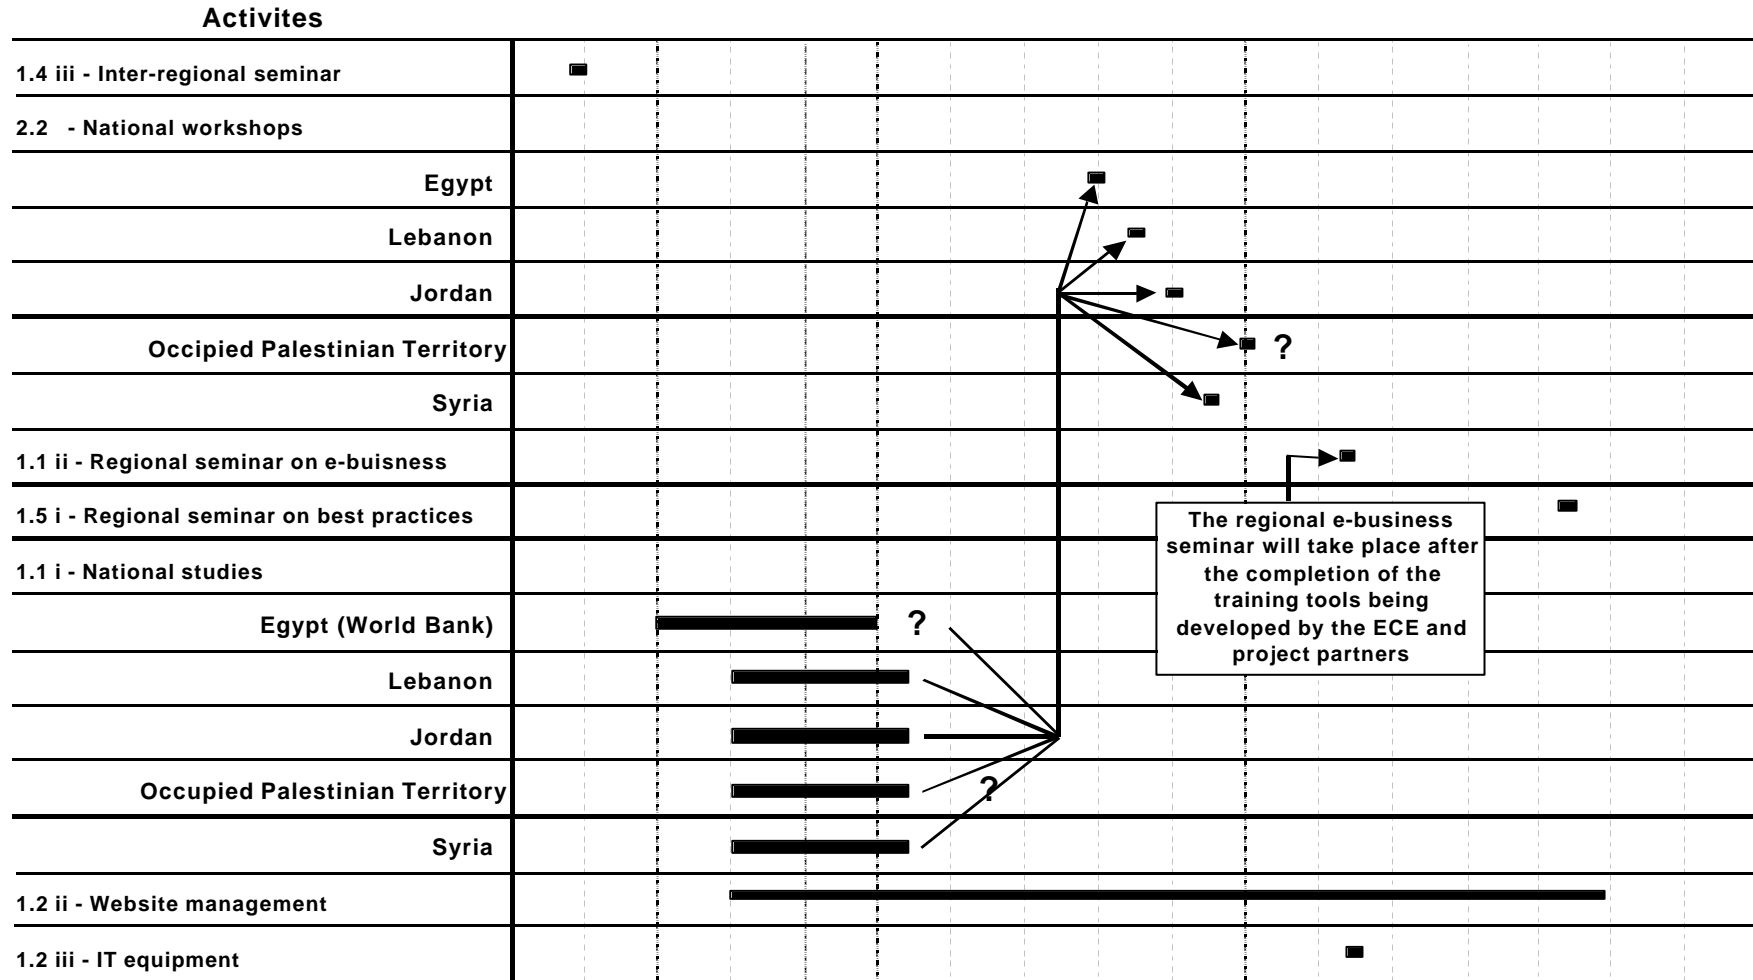 Activites
1.4 iii - Inter-regional seminar
2.2 - National workshops
Egypt
Lebanon
Jordan
Occipied Palestinian Territory
?
Syria
1.1 ii - Regional seminar on e-buisness
1.5 i - Regional seminar on best practices
The regional e-business
seminar will take place after
the completion of the
training tools being
developed by the ECE and
project partners
1.1 i - National studies
Egypt (World Bank)
?
Lebanon
Jordan
Occupied Palestinian Territory
?
Syria
1.2 ii - Website management
1.2 iii - IT equipment